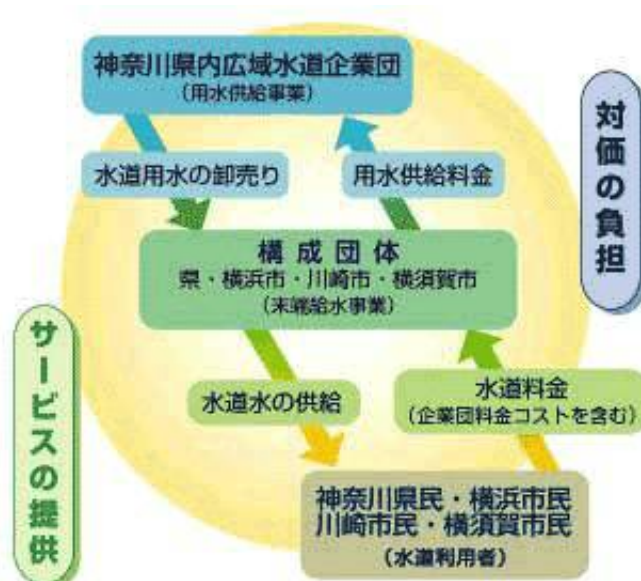 神奈川県内広域水道企業団
(用水供給事業)
水道用水の卸売り
用水供給料金
対価の負担
構成団体
県・横浜市・川崎市・横須賀市
(末端給水事業)
サービスの提供
水道水の供給
水道料金
(企業団料金コストを含む)
神奈川県民・横浜市民
川崎市民・横須賀市民
(水道利用者)